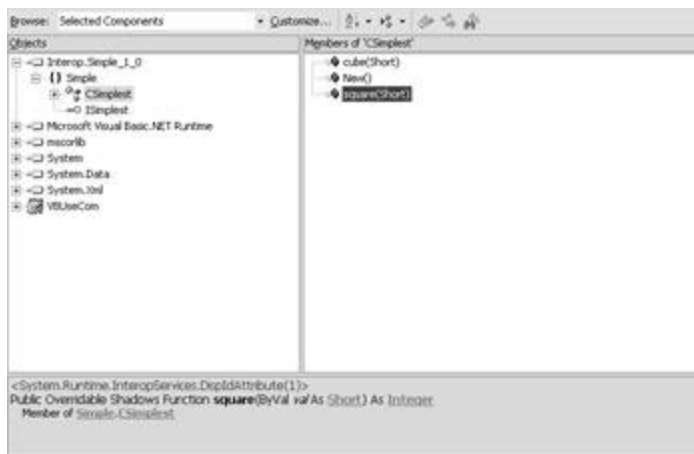 Browse: Selected Components Customize...
Objects
Members of 'CSimplest'
Interop.Simple_1_0
{} Simple
CSimplest
ISimplest
Microsoft Visual Basic.NET Runtime
mscorlib
System
System.Data
System.Xml
VBUseCom
cube(Short)
New()
square(Short)
<System.Runtime.InteropServices.DispIdAttribute(1)>
Public Overridable Shadows Function square(ByVal val As Short) As Integer
Member of Simple.CSimplest